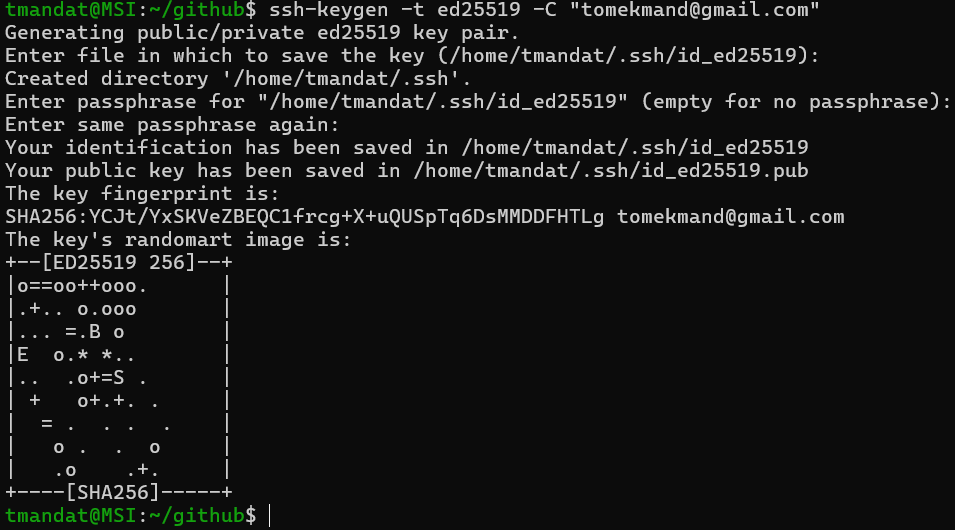 tmandat@MSI:~/github$ ssh-keygen -t ed25519 -C "tomekmand@gmail.com"
Generating public/private ed25519 key pair.
Enter file in which to save the key (/home/tmandat/.ssh/id_ed25519):
Created directory '/home/tmandat/.ssh'.
Enter passphrase for "/home/tmandat/.ssh/id_ed25519" (empty for no passphrase):
Enter same passphrase again:
Your identification has been saved in /home/tmandat/.ssh/id_ed25519
Your public key has been saved in /home/tmandat/.ssh/id_ed25519.pub
The key fingerprint is:
SHA256:YCJt/YxSKVeZBEQC1frcg+X+uQUSpTq6DsMMDDFHTLg tomekmand@gmail.com
The key's randomart image is:
+--[ED25519 256]--+
|o==oo++ooo.      |
|.+.. o.ooo       |
|... =.B o        |
|E  o.* *..       |
|..  .o+=S .      |
| +   o+.+. .     |
|  = .  . .  .    |
|   o .  .  o     |
|   .o    .+.     |
+----[SHA256]-----+
tmandat@MSI:~/github$